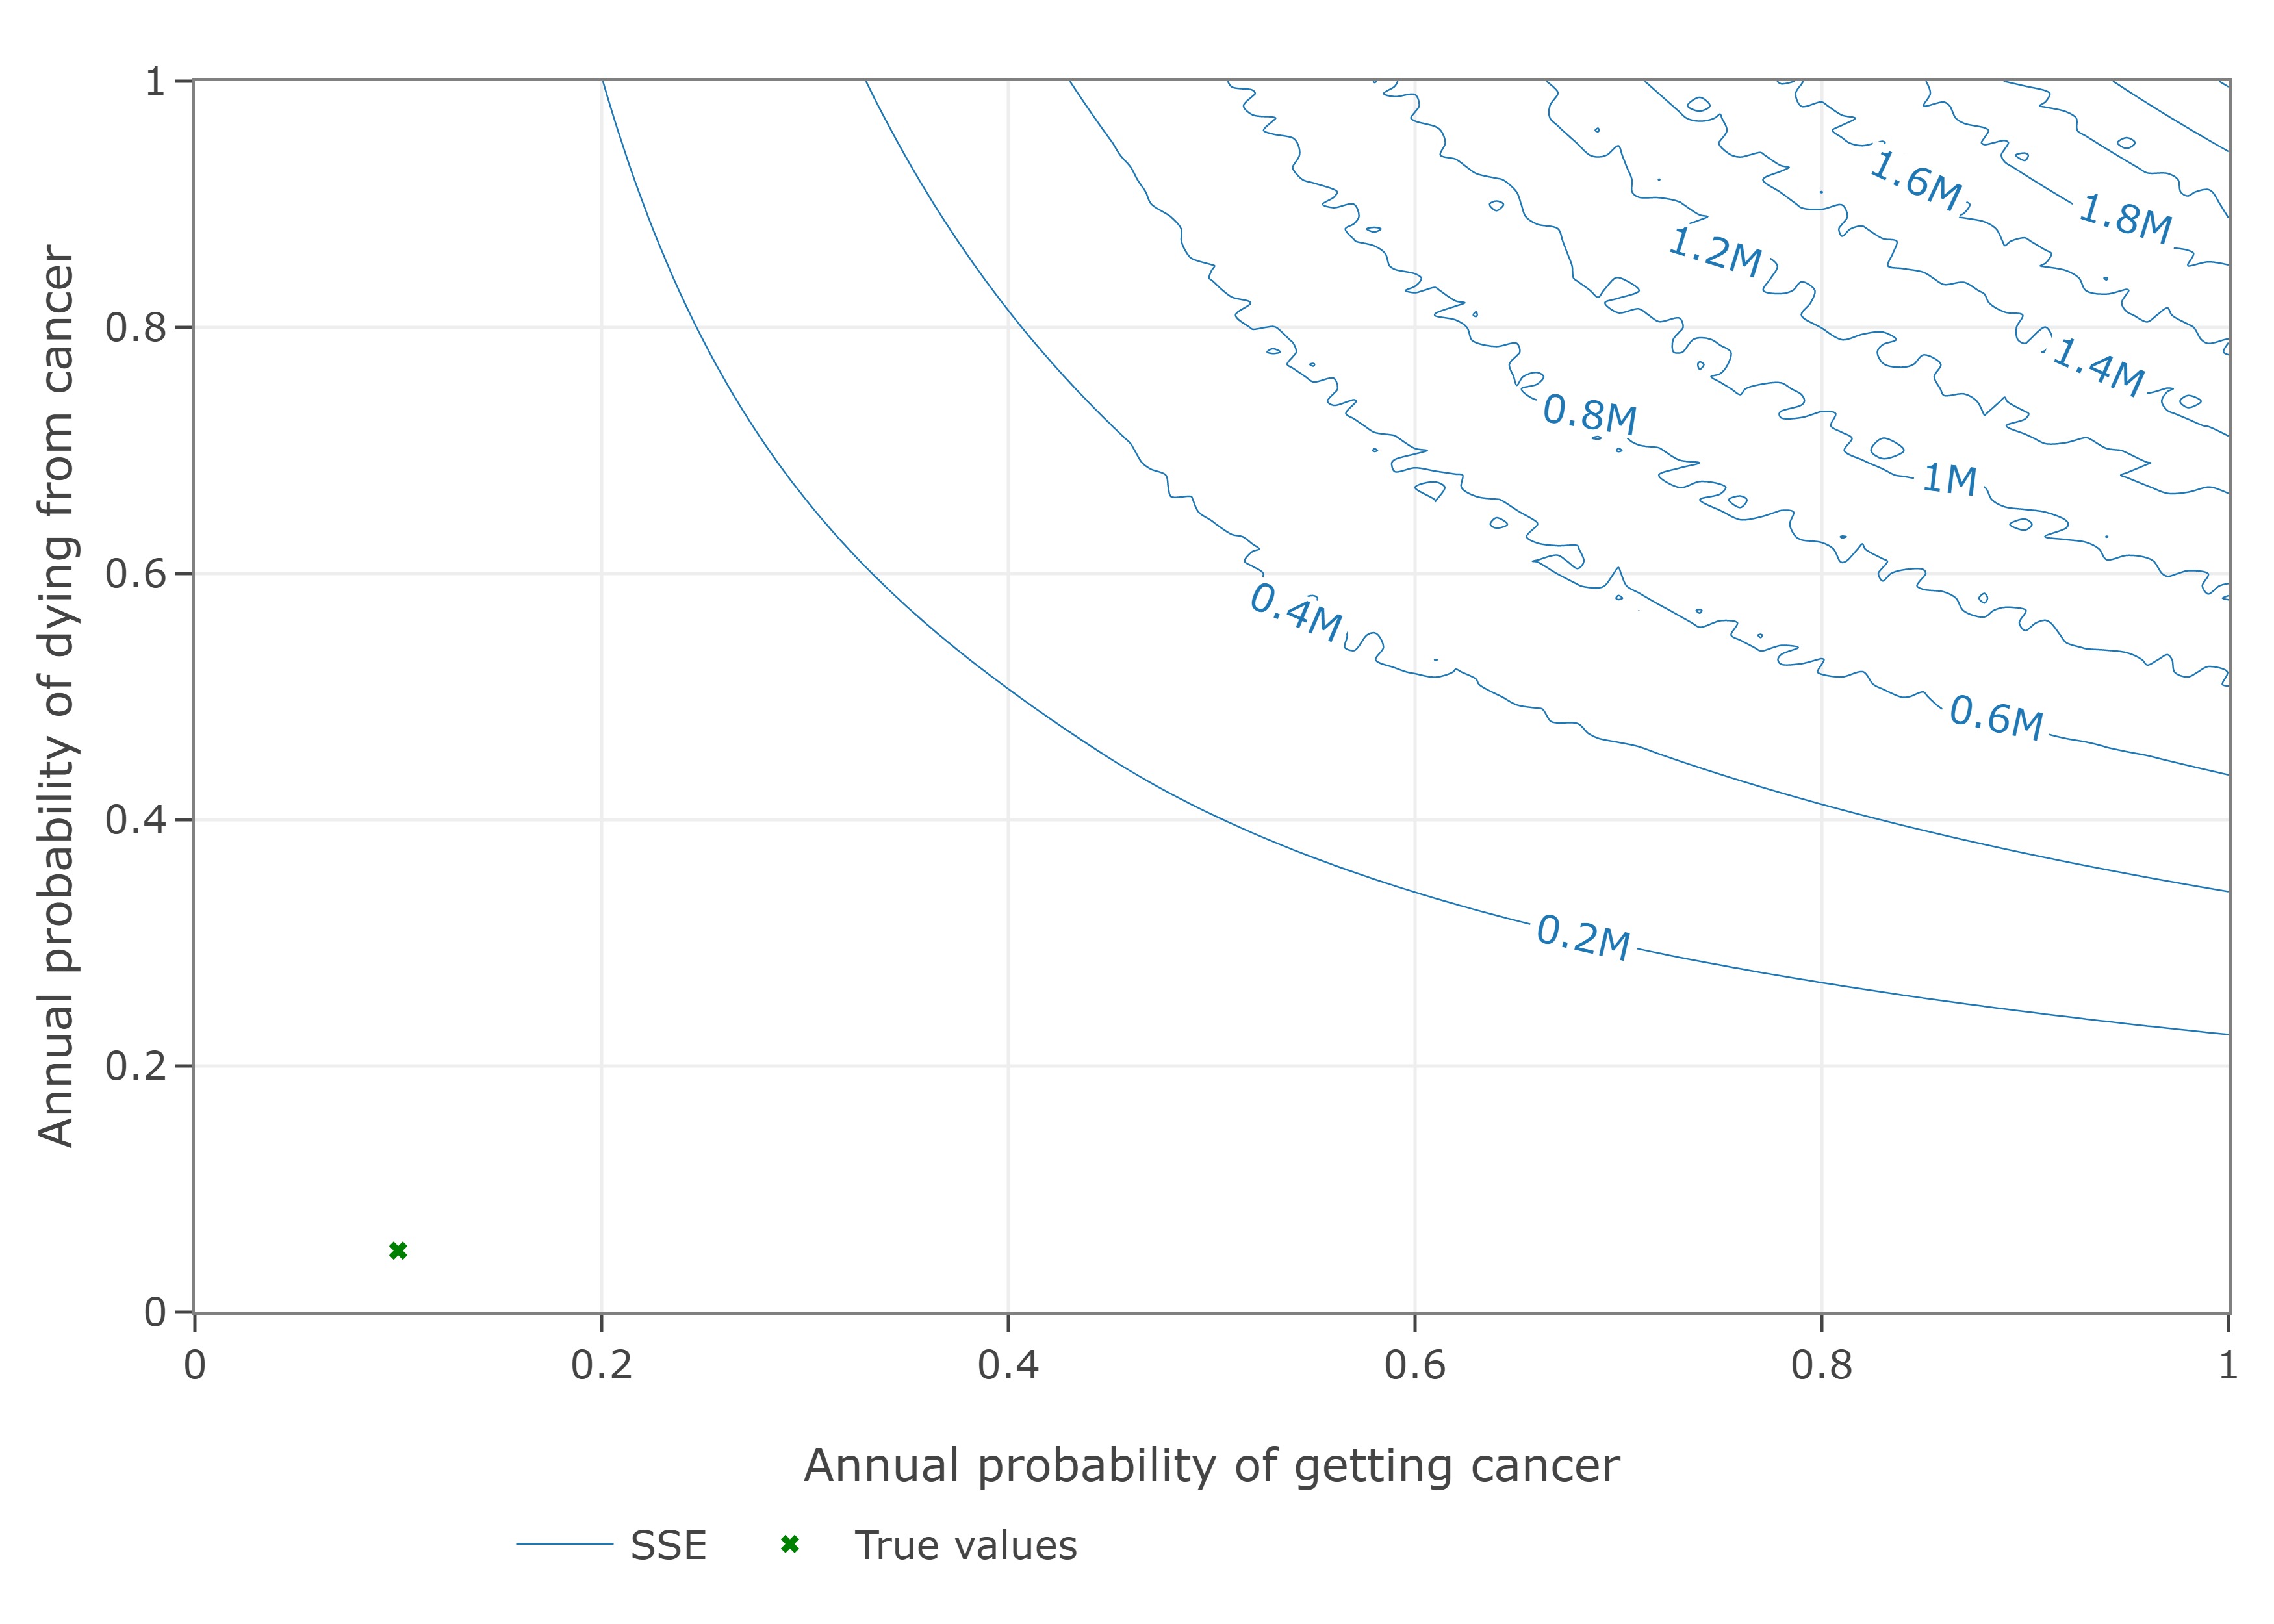 Annual probability of dying from cancer
1
0.8
0.6
0.4
0.2
0
1.6M
1.8M
1.2M
1.4M
0.8M
1M
0.4M
0.6M
0.2M
0 0.2 0.4 0.6 0.8 1
Annual probability of getting cancer
SSE True values